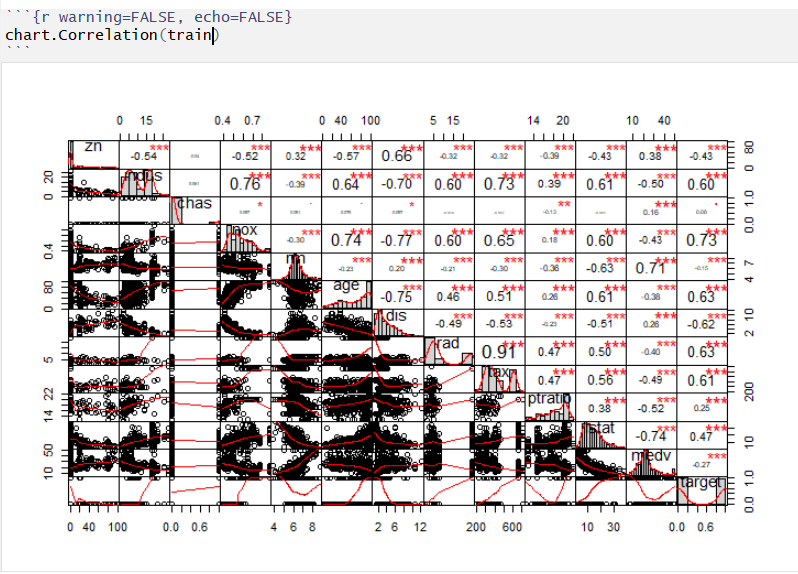 ```{r warning=FALSE, echo=FALSE}
chart.Correlation(train)
```
0 15 0.4 0.7 0 40 100 5 15 14 20 10 40
zn *** -0.54 *** -0.52 *** 0.32 *** -0.57 *** 0.66 *** -0.32 *** -0.32 *** -0.39 *** -0.43 *** 0.38 *** -0.43 0 80
0 20 indus *** 0.76 *** -0.39 *** 0.64 *** -0.70 *** 0.60 *** 0.73 *** 0.39 *** 0.61 *** -0.50 *** 0.60
chas * . . * ** -0.13 *** 0.16 . 0.08 0.0 1.0
0.4 nox *** -0.30 *** 0.74 *** -0.77 *** 0.60 *** 0.65 *** 0.18 *** 0.60 *** -0.43 *** 0.73
rm *** -0.23 *** 0.20 *** -0.21 *** -0.30 *** -0.36 *** -0.63 *** 0.71 *** -0.15 4 7
0 80 age *** -0.75 *** 0.46 *** 0.51 *** 0.26 *** 0.61 *** -0.38 *** 0.63
dis *** -0.49 *** -0.53 *** -0.23 *** -0.51 *** 0.26 *** -0.62 2 10
5 rad *** 0.91 *** 0.47 *** 0.50 *** -0.40 *** 0.63
tax *** 0.47 *** 0.56 *** -0.49 *** 0.61 200
14 22 ptratio *** 0.38 *** -0.52 *** 0.25
lstat *** -0.74 *** 0.47 10
10 50 medv *** -0.27
target 0.0 1.0
0 40 100 0.0 0.6 4 6 8 2 6 12 200 600 10 30 0.0 0.6